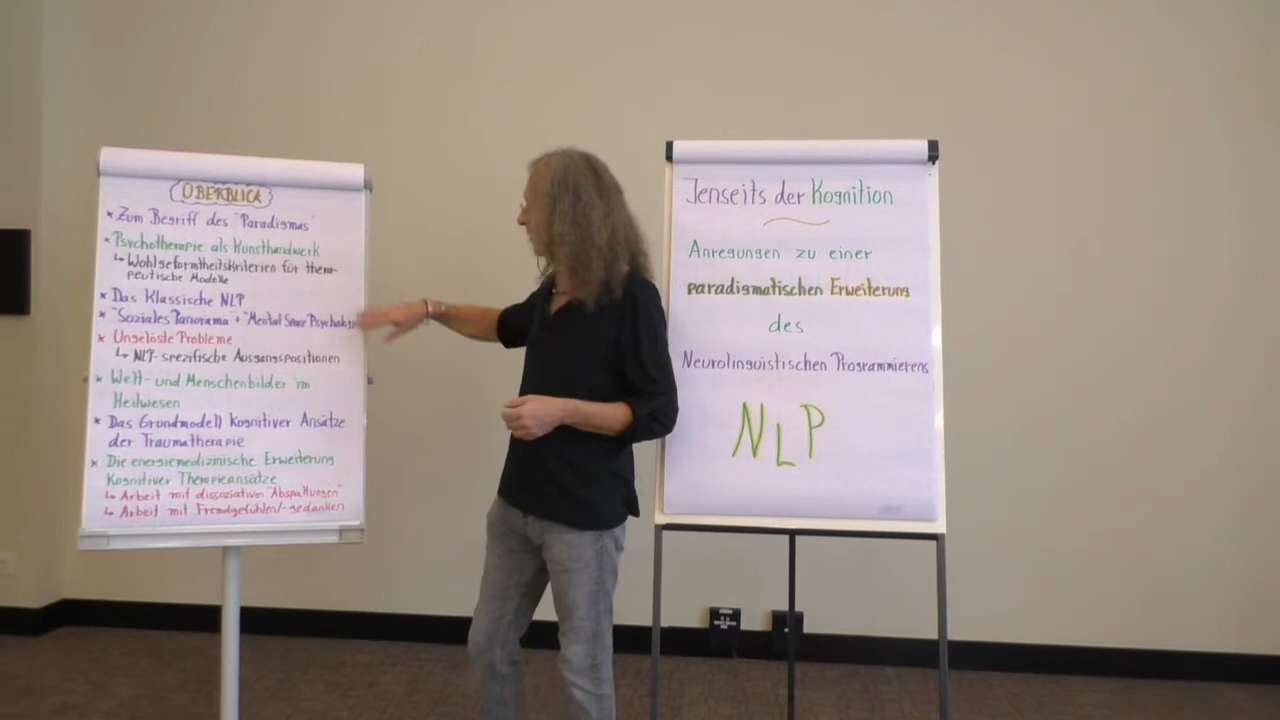 ÜBERBLICK
* Zum Begriff des "Paradigmas"
* Psychotherapie als Kunsthandwerk
↳ Wohlgeformtheitskriterien für thera-
peutische Modelle
* Das Klassische NLP
* "Soziales Panorama" + "Mental Space Psychology
* Ungelöste Probleme
↳ NLP-spezifische Ausgangspositionen
* Welt- und Menschenbilder im
Heilwesen
* Das Grundmodell Kognitiver Ansätze
der Traumatherapie
* Die energiemedizinische Erweiterung
Kognitiver Therapieansätze
↳ Arbeit mit dissoziativen "Abspaltungen"
↳ Arbeit mit Fremdgefühlen/-gedanken
Jenseits der Kognition
Anregungen zu einer
paradigmatischen Erweiterung
des
Neurolinguistischen Programmierens
NLP